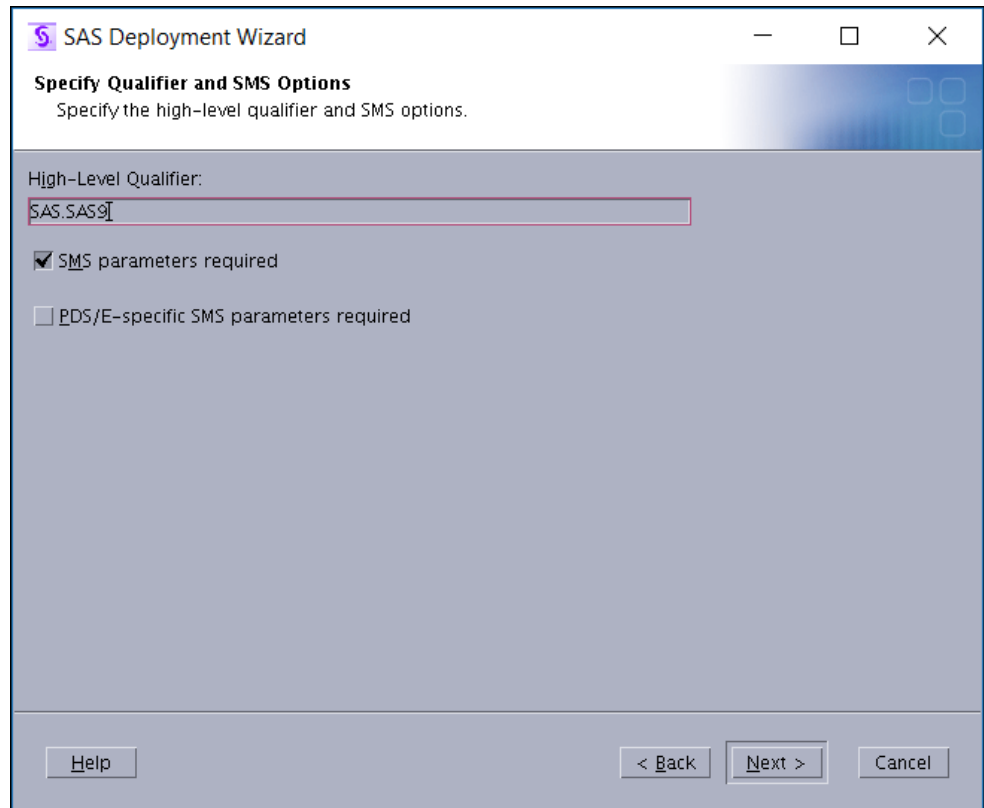 SAS Deployment Wizard
Specify Qualifier and SMS Options
Specify the high-level qualifier and SMS options.
High-Level Qualifier:
SAS.SAS9
SMS parameters required
PDS/E-specific SMS parameters required
Help
< Back
Next >
Cancel